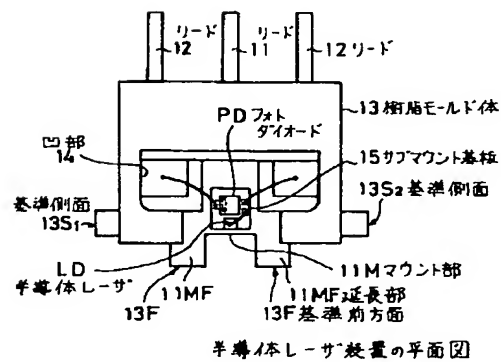 リード
12
リード
11
12リード
PDフォト
ダイオード
13樹脂モールド体
凹部
14
15サブマウント基板
基準側面
13S1
13S2基準側面
LD
半導体レーザ
11Mマウント部
13F
11MF
11MF延長部
13F
基準前方面
半導体レーザ装置の平面図